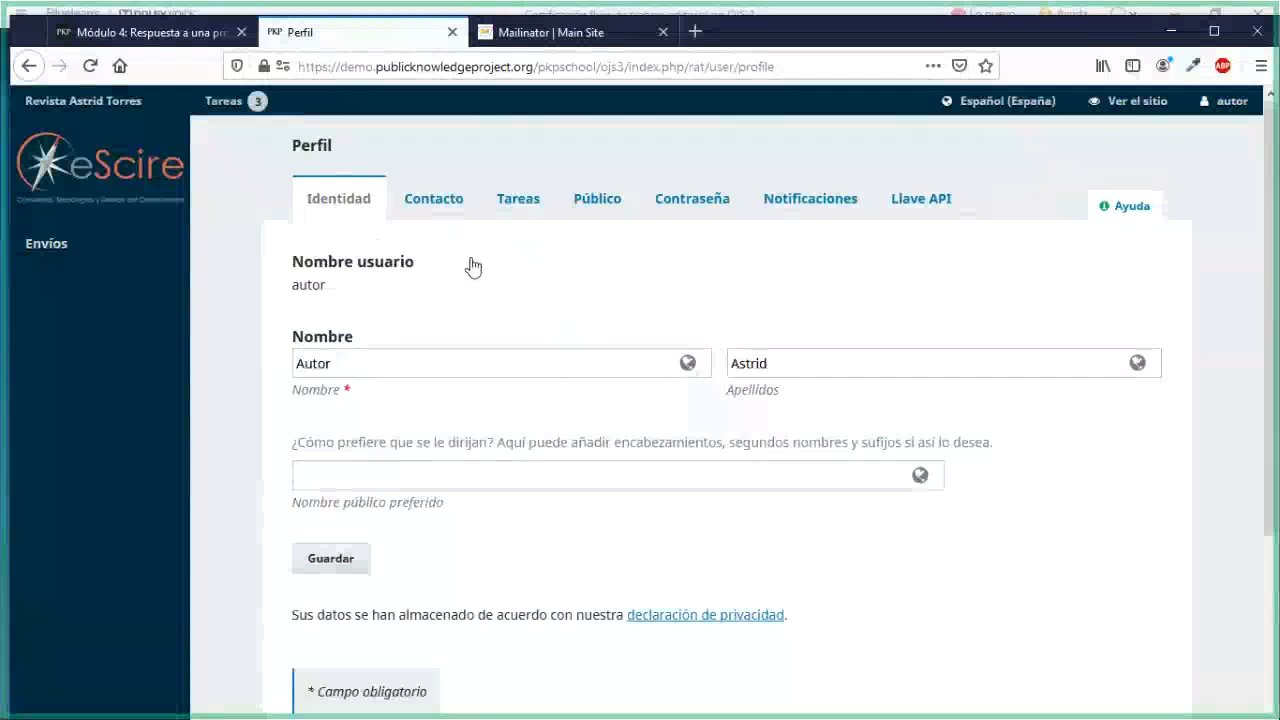 PKP Módulo 4: Respuesta a una pr
PKP Perfil
Mailinator | Main Site
https://demo.publicknowledgeproject.org/pkpschool/ojs3/index.php/rat/user/profile
ABP
Revista Astrid Torres
Tareas 3
Español (España)
Ver el sitio
autor
eScire
Envíos
Perfil
Identidad
Contacto
Tareas
Público
Contraseña
Notificaciones
Llave API
Ayuda
Nombre usuario
autor
Nombre
Autor
Astrid
Nombre *
Apellidos
¿Cómo prefiere que se le dirijan? Aquí puede añadir encabezamientos, segundos nombres y sufijos si así lo desea.
Nombre público preferido
Guardar
Sus datos se han almacenado de acuerdo con nuestra declaración de privacidad.
* Campo obligatorio